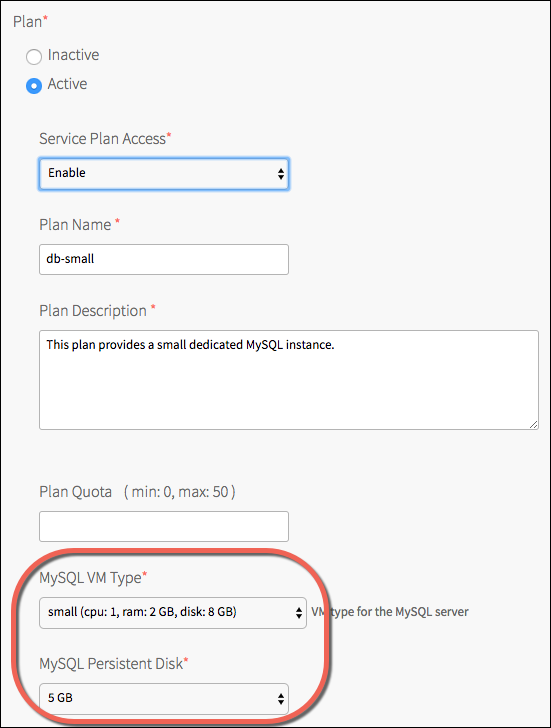 Plan*
Inactive
Active
Service Plan Access*
Enable
Plan Name *
db-small
Plan Description *
This plan provides a small dedicated MySQL instance.
Plan Quota ( min: 0, max: 50 )
MySQL VM Type*
small (cpu: 1, ram: 2 GB, disk: 8 GB) VM type for the MySQL server
MySQL Persistent Disk*
5 GB